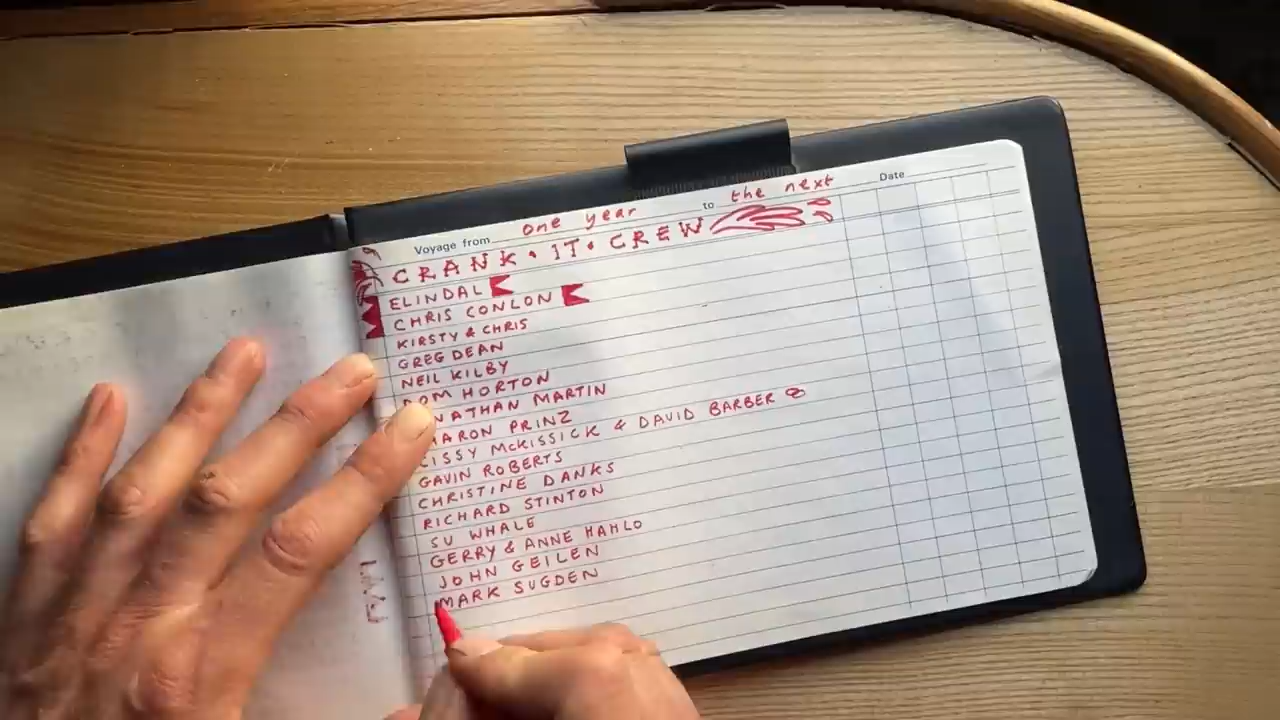 Voyage from one year to the next Date
CRANK • IT • CREW
ELINDAL
CHRIS CONLON
KIRSTY & CHRIS
GREG DEAN
NEIL KILBY
HORTON
MARTIN
PRINZ
MCKISSICK & DAVID BARBER
GAVIN ROBERTS
CHRISTINE DANKS
RICHARD STINTON
SU WHALE
GERRY & ANNE HAHLO
JOHN GEILEN
MARK SUGDEN